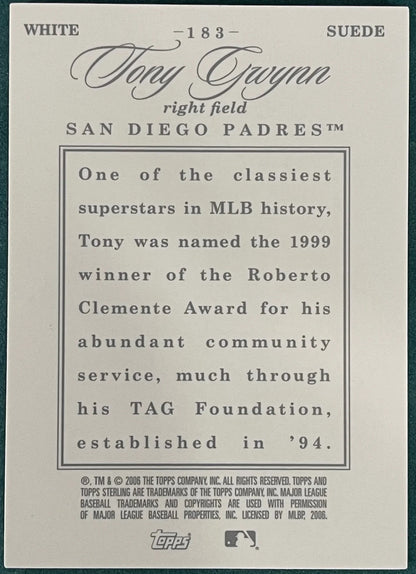 WHITE -183- SUEDE
Tony Gwynn
right field
SAN DIEGO PADRES™
One of the classiest
superstars in MLB history,
Tony was named the 1999
winner of the Roberto
Clemente Award for his
abundant community
service, much through
his TAG Foundation,
established in '94.
®, TM & © 2006 THE TOPPS COMPANY, INC. ALL RIGHTS RESERVED. TOPPS AND
TOPPS STERLING ARE TRADEMARKS OF THE TOPPS COMPANY, INC. MAJOR LEAGUE
BASEBALL TRADEMARKS AND COPYRIGHTS ARE USED WITH PERMISSION
OF MAJOR LEAGUE BASEBALL PROPERTIES, INC. LICENSED BY MLBP, 2006.
topps